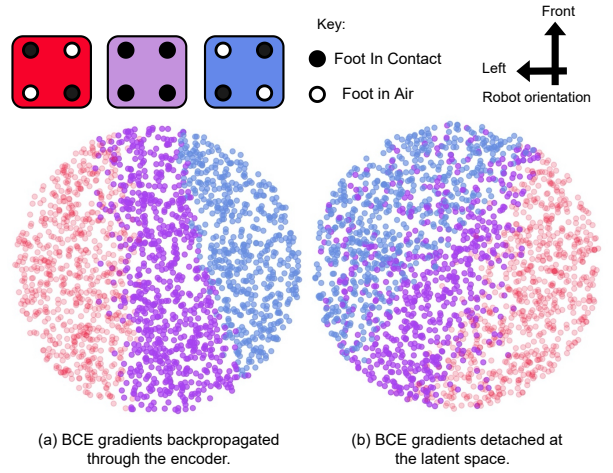 Key:
Foot In Contact
Foot in Air
Front
Left
Robot orientation
(a) BCE gradients backpropagated
through the encoder.
(b) BCE gradients detached at
the latent space.